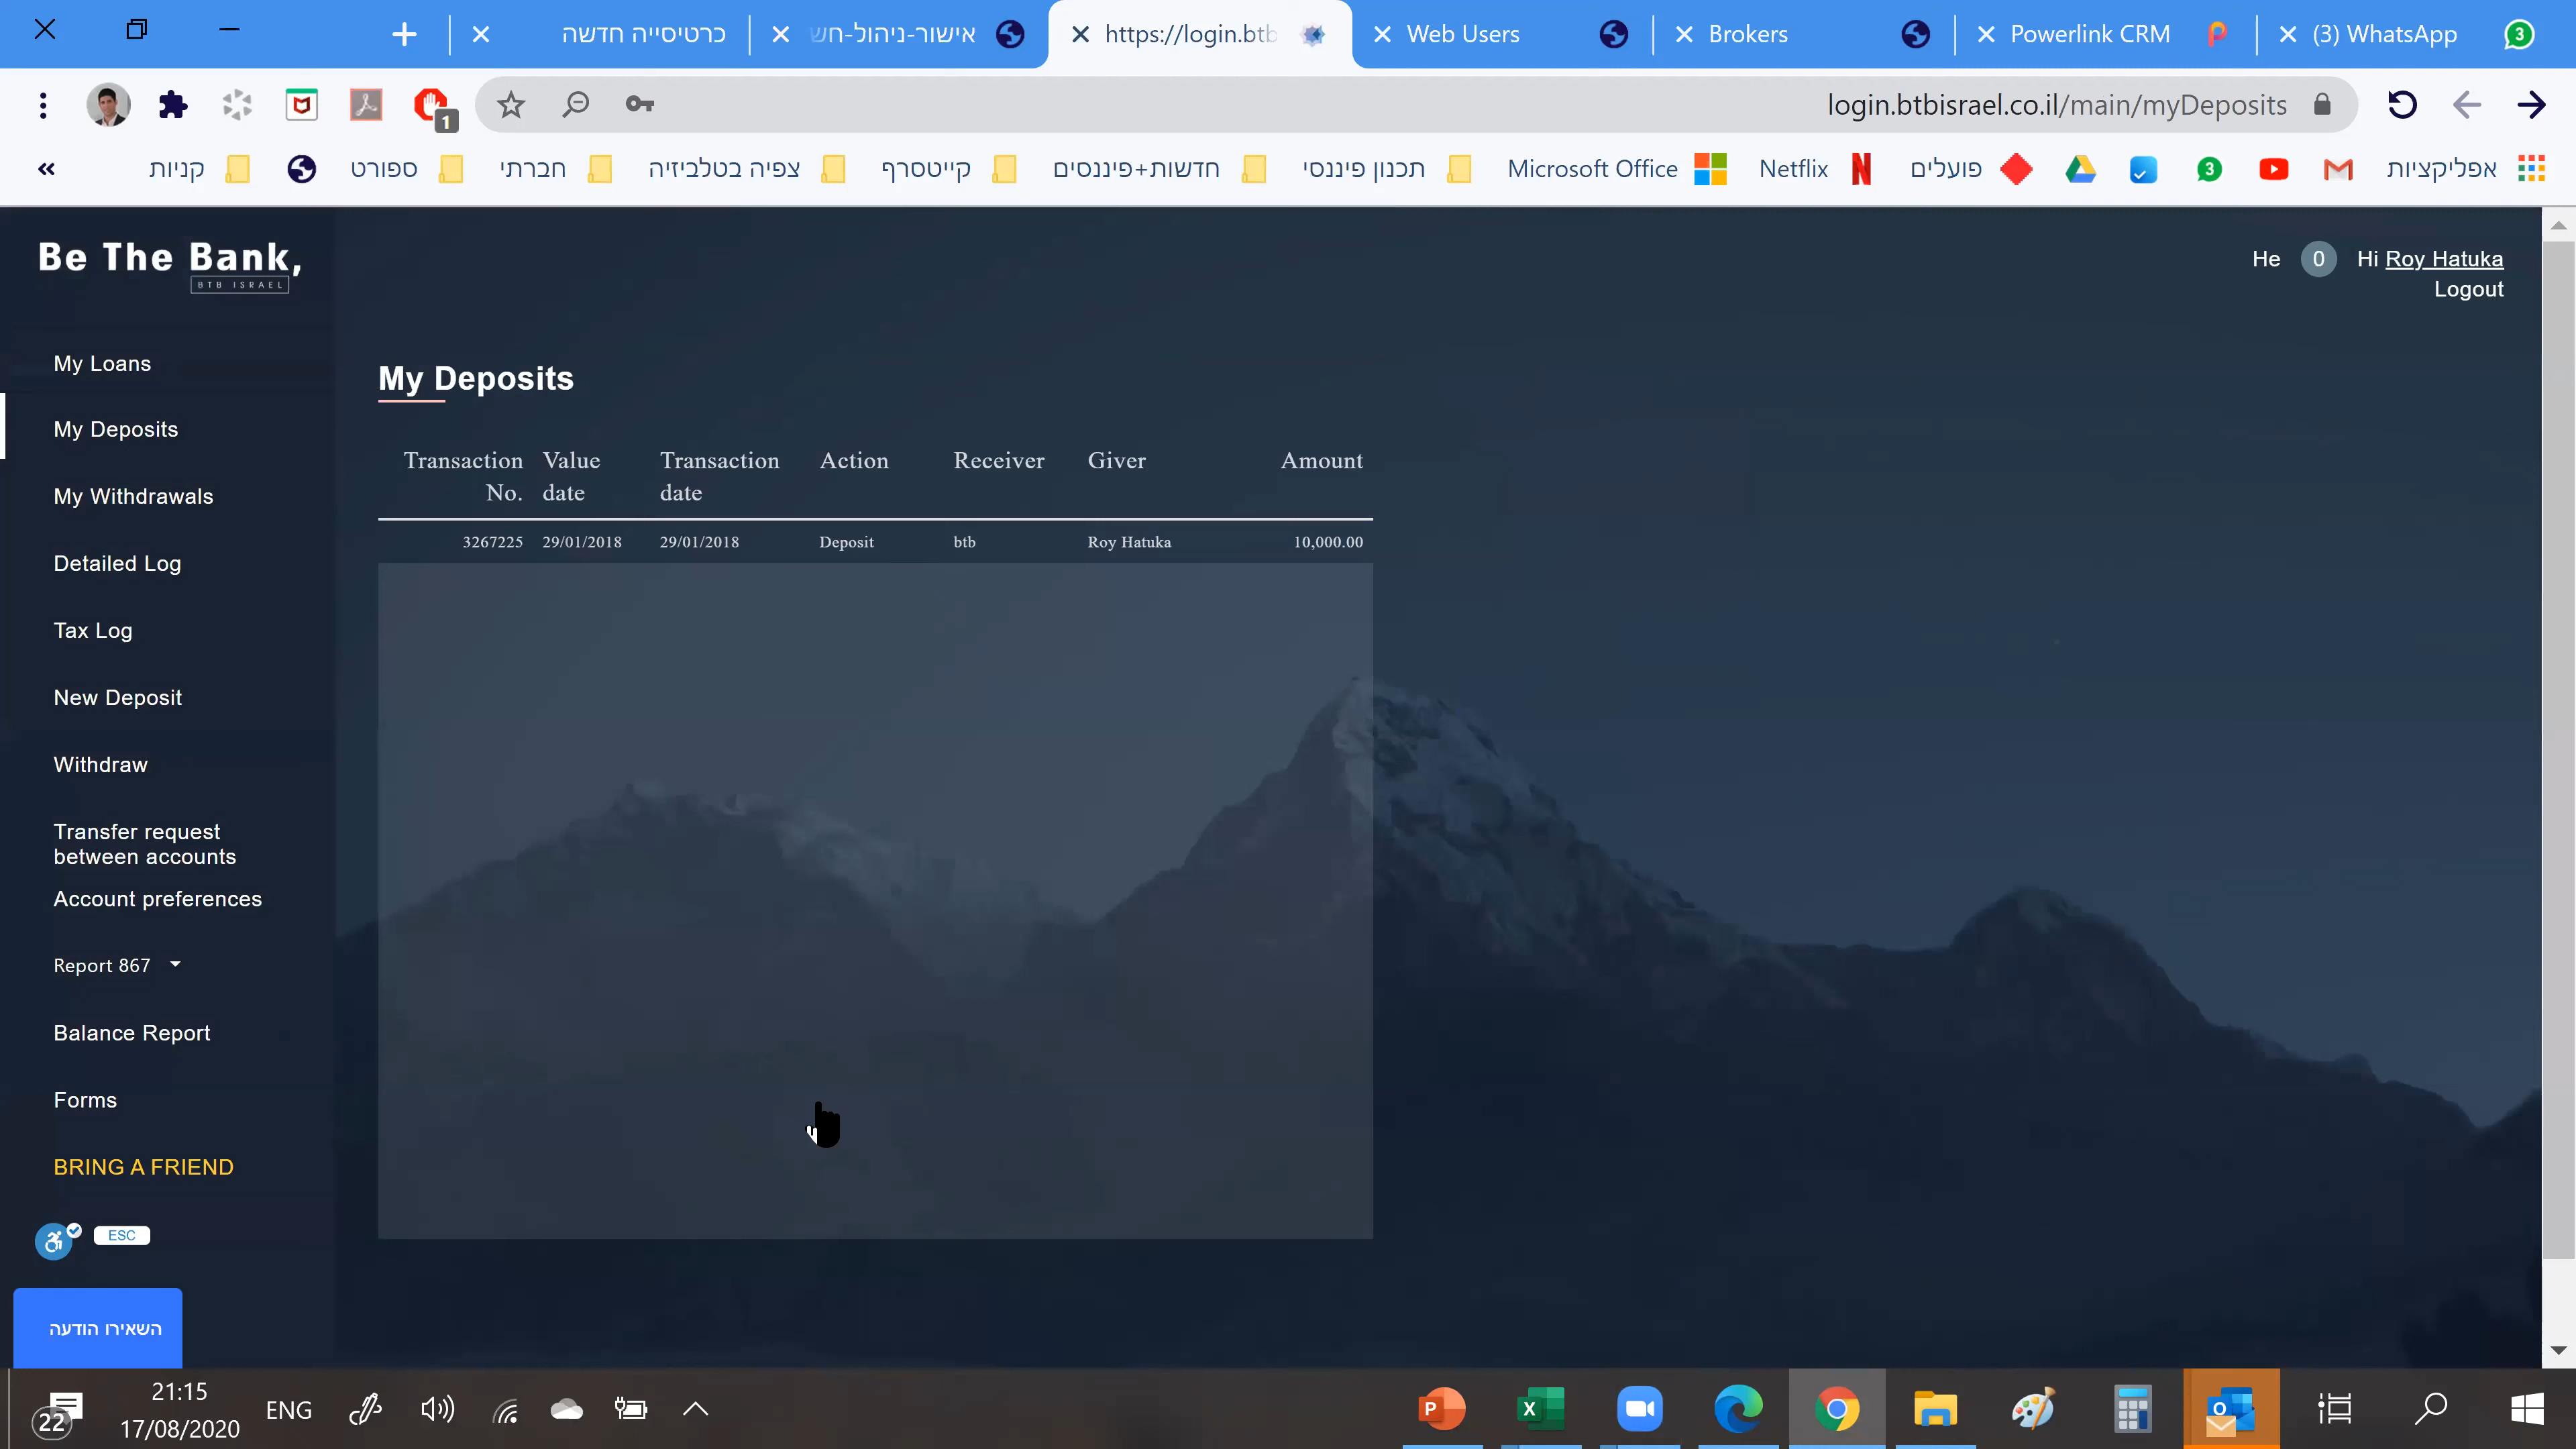 כרטיסייה חדשה
אישור-ניהול-חש
https://login.btb
Web Users
Brokers
Powerlink CRM
(3) WhatsApp
3
1
login.btbisrael.co.il/main/myDeposits
קניות
ספורט
חברתי
צפיה בטלביזיה
קייטסרף
חדשות+פיננסים
תכנון פיננסי
Microsoft Office
Netflix
פועלים
3
אפליקציות
Be The Bank,
BTB ISRAEL
He 0 Hi Roy Hatuka
Logout
My Loans
My Deposits
My Withdrawals
Detailed Log
Tax Log
New Deposit
Withdraw
Transfer request
between accounts
Account preferences
Report 867
Balance Report
Forms
BRING A FRIEND
ESC
השאירו הודעה
My Deposits
Transaction No. Value date Transaction date Action Receiver Giver Amount
3267225 29/01/2018 29/01/2018 Deposit btb Roy Hatuka 10,000.00
22
21:15
17/08/2020
ENG